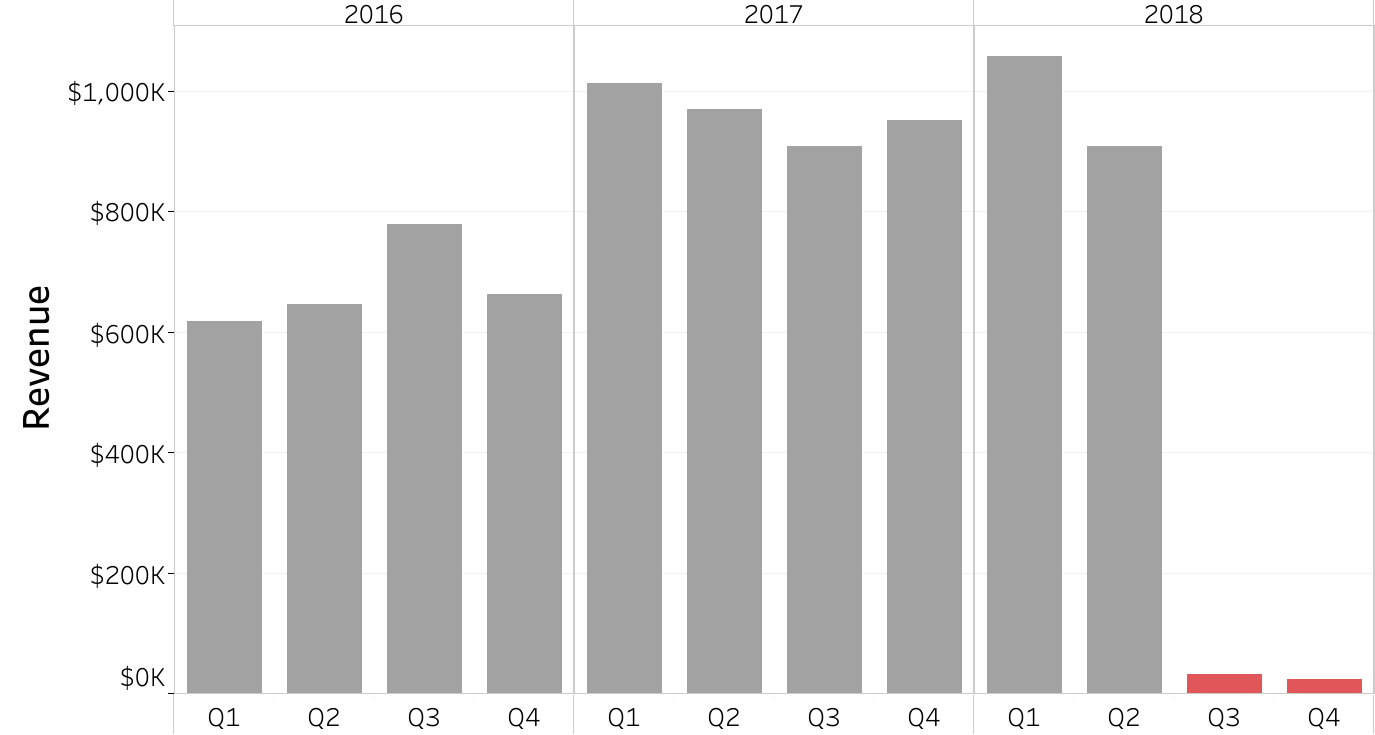 2016 2017 2018
$1,000K
$800K
$600K
$400K
$200K
$0K
Revenue
Q1 Q2 Q3 Q4 Q1 Q2 Q3 Q4 Q1 Q2 Q3 Q4